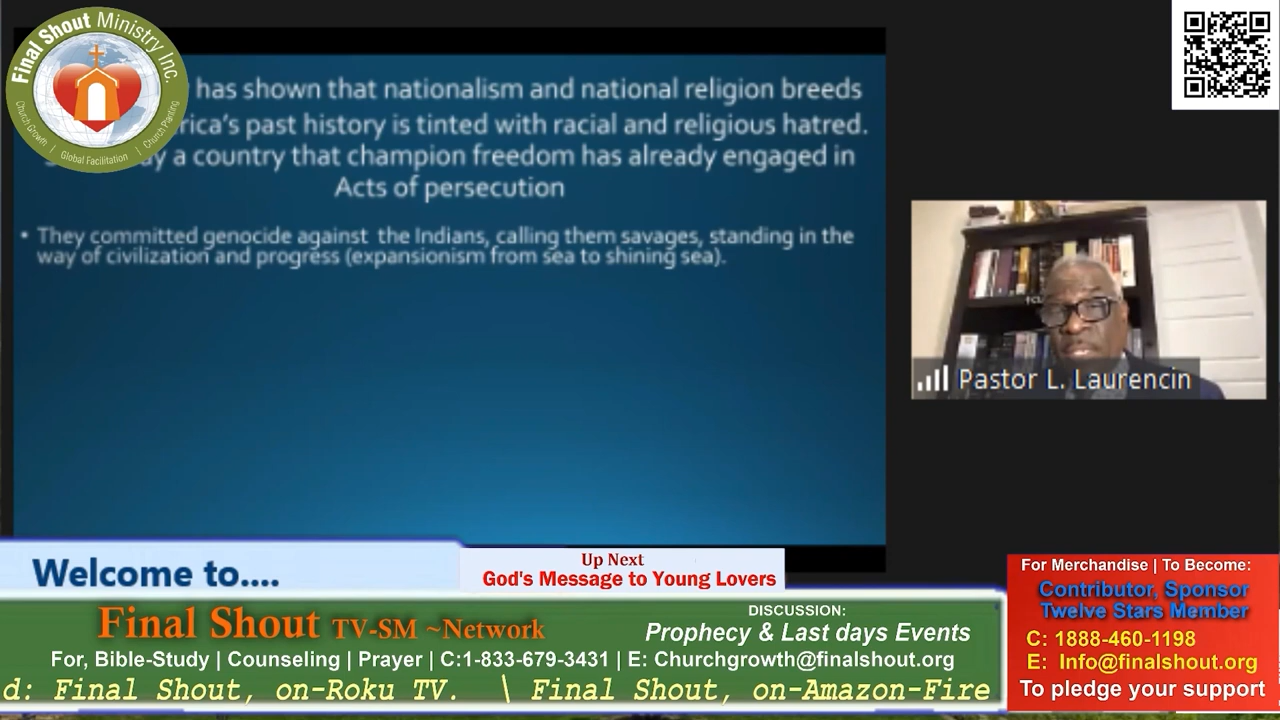 Final Shout Ministry Inc.
Church Growth | Global Facilitation | Church Planting
has shown that nationalism and national religion breeds
rica's past history is tinted with racial and religious hatred.
a country that champion freedom has already engaged in
Acts of persecution
• They committed genocide against the Indians, calling them savages, standing in the
way of civilization and progress (expansionism from sea to shining sea).
Pastor L. Laurencin
Welcome to....
Up Next
God's Message to Young Lovers
Final Shout TV-SM ~Network
DISCUSSION:
Prophecy & Last days Events
For, Bible-Study | Counseling | Prayer | C:1-833-679-3431 | E: Churchgrowth@finalshout.org
d: Final Shout, on-Roku TV. \ Final Shout, on-Amazon-Fire
For Merchandise | To Become:
Contributor, Sponsor
Twelve Stars Member
C: 1888-460-1198
E: Info@finalshout.org
To pledge your support